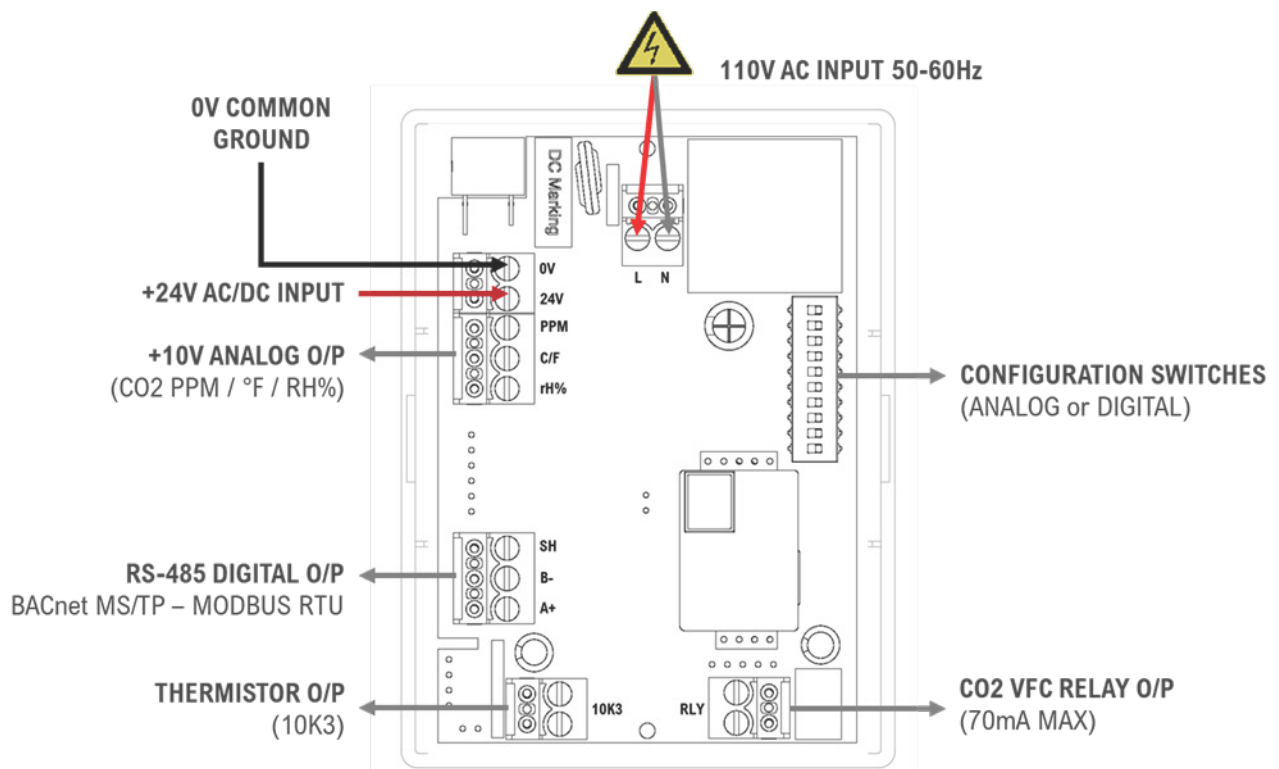 110V AC INPUT 50-60Hz
0V COMMON
GROUND
DC Marking
0V
L N
+24V AC/DC INPUT
24V
PPM
+10V ANALOG O/P
(CO2 PPM / °F / RH%)
C/F
rH%
CONFIGURATION SWITCHES
(ANALOG or DIGITAL)
SH
RS-485 DIGITAL O/P
BACnet MS/TP – MODBUS RTU
B-
A+
THERMISTOR O/P
(10K3)
10K3
RLY
CO2 VFC RELAY O/P
(70mA MAX)